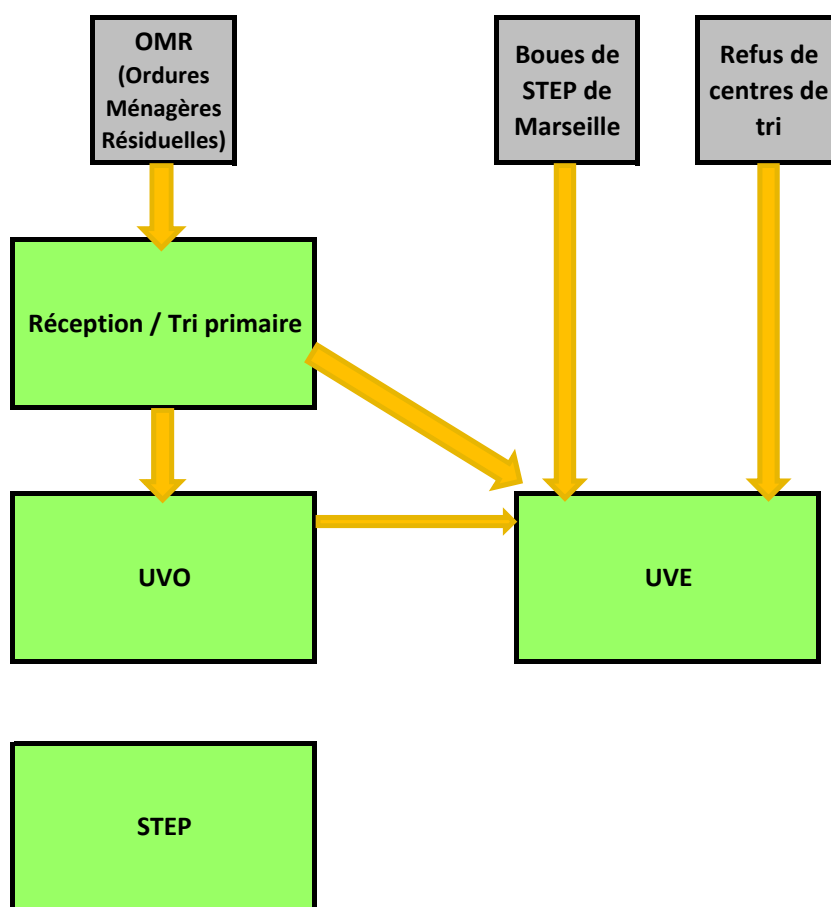 OMR
(Ordures
Ménagères
Résiduelles)
Boues de
STEP de
Marseille
Refus de
centres de
tri
Réception / Tri primaire
UVO
UVE
STEP